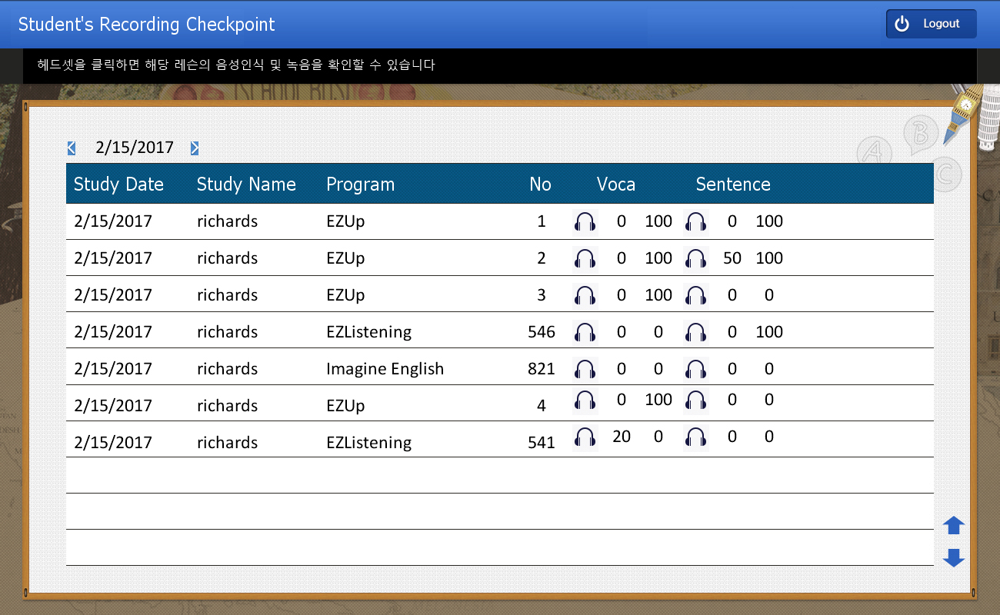 Student's Recording Checkpoint
Logout
헤드셋을 클릭하면 해당 레슨의 음성인식 및 녹음을 확인할 수 있습니다
SCHOOL BUS
A B C
2/15/2017
Study Date Study Name Program No Voca Sentence
2/15/2017 richards EZUp 1 0 100 0 100
2/15/2017 richards EZUp 2 0 100 50 100
2/15/2017 richards EZUp 3 0 100 0 0
2/15/2017 richards EZListening 546 0 0 0 100
2/15/2017 richards Imagine English 821 0 0 0 0
2/15/2017 richards EZUp 4 0 100 0 0
2/15/2017 richards EZListening 541 20 0 0 0